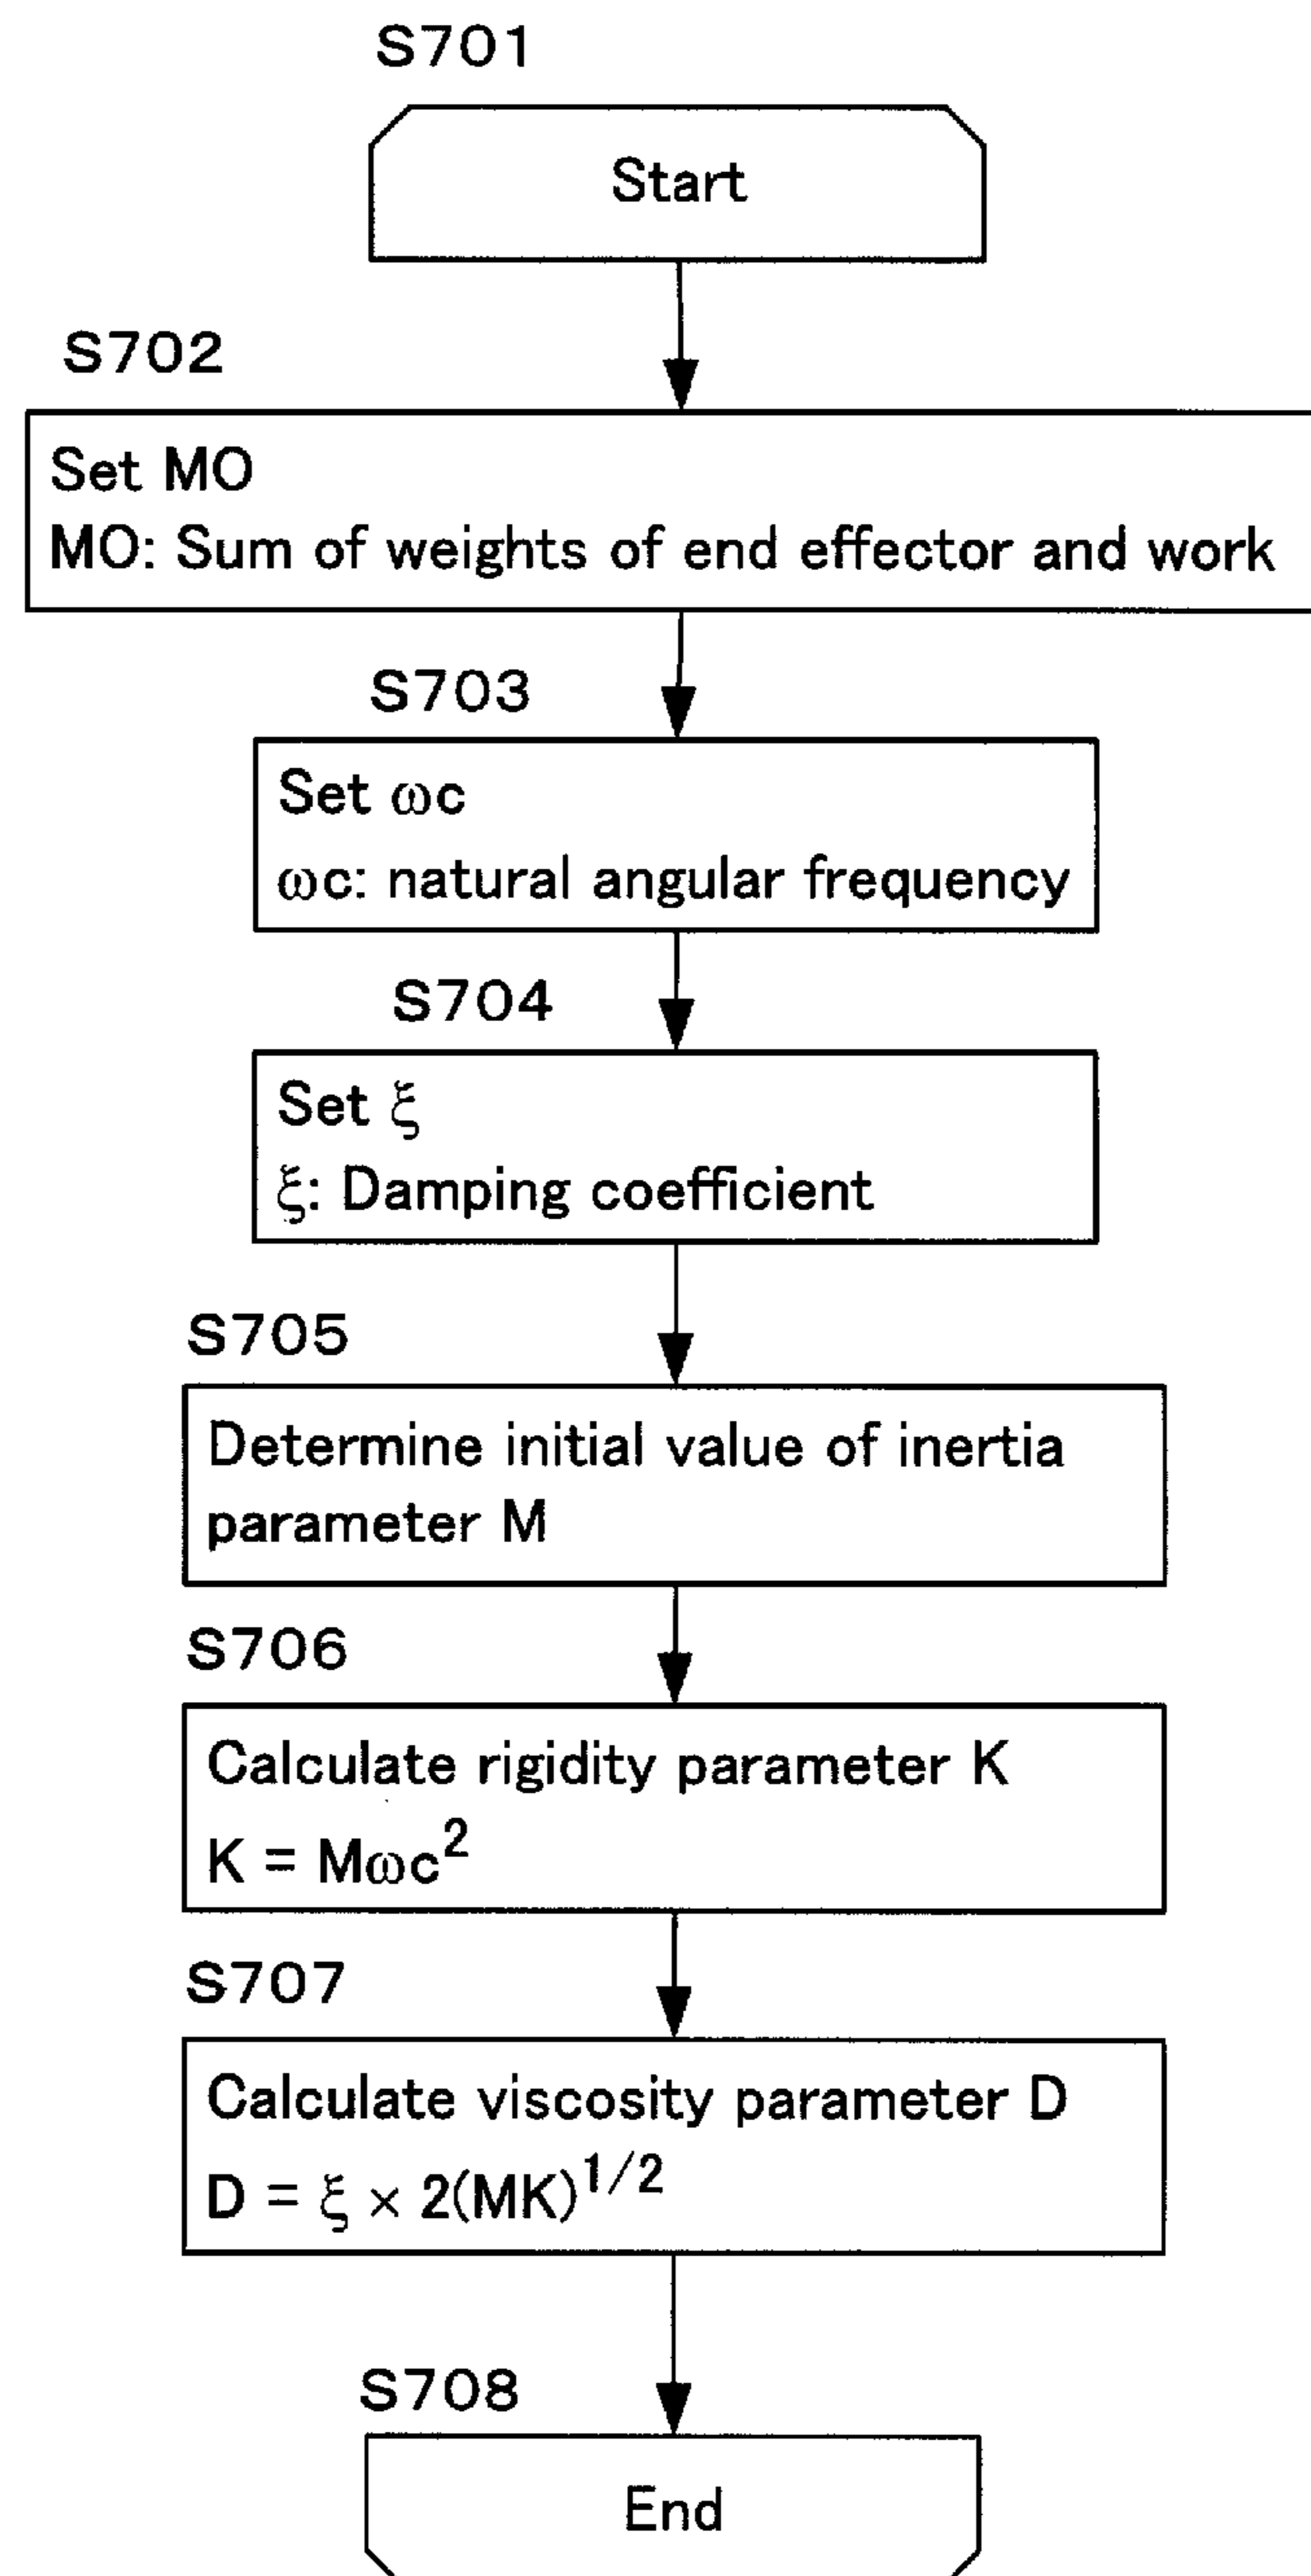 S701
Start
S702
Set MO
MO: Sum of weights of end effector and work
S703
Set ωc
ωc: natural angular frequency
S704
Set ξ
ξ: Damping coefficient
S705
Determine initial value of inertia
parameter M
S706
Calculate rigidity parameter K
K = Mωc²
S707
Calculate viscosity parameter D
D = ξ × 2(MK)^1/2
S708
End